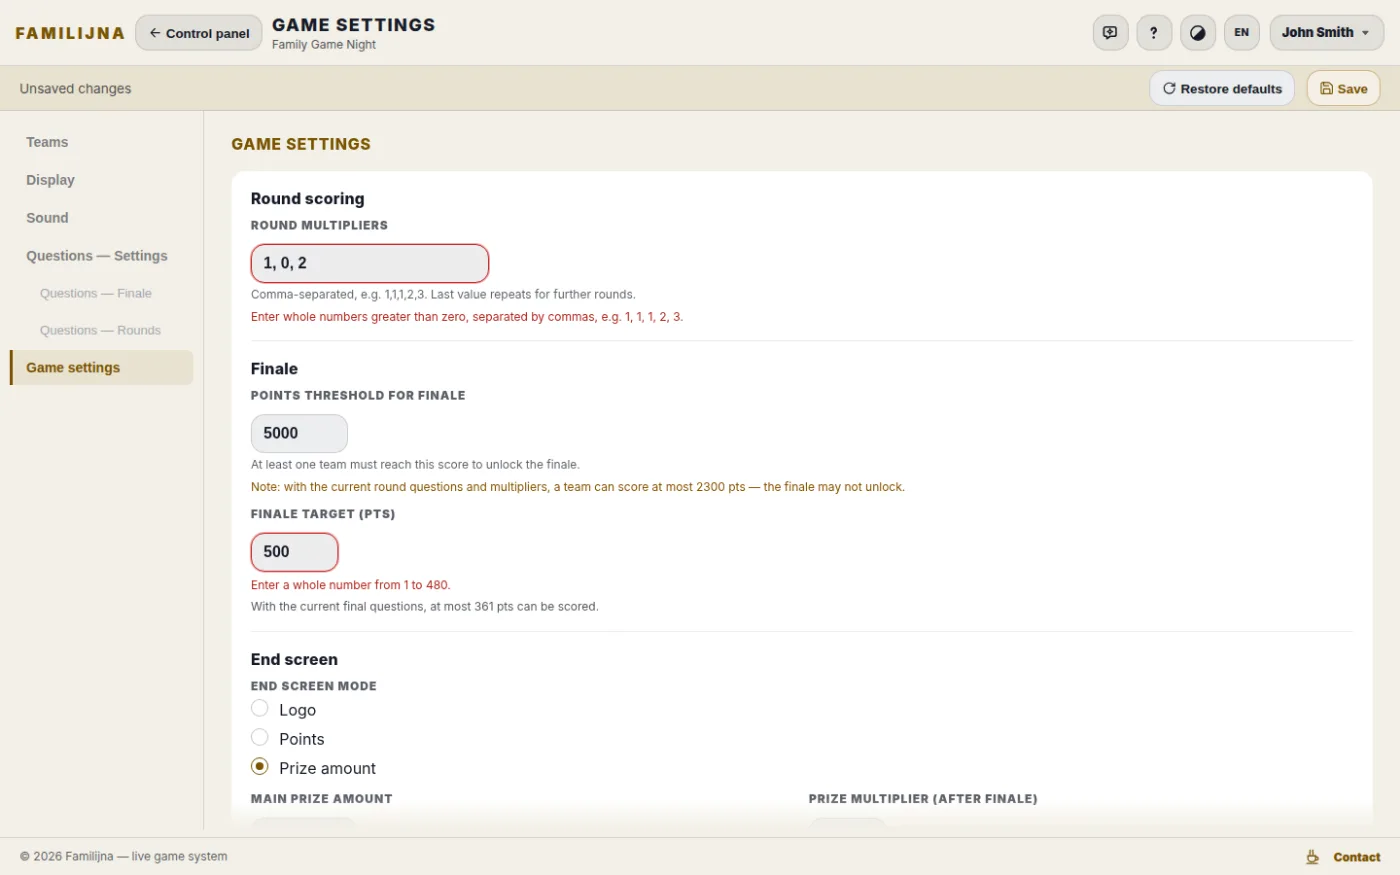 FAMILIJNA
Control panel
GAME SETTINGS
Family Game Night
?
EN
John Smith
Unsaved changes
Restore defaults
Save
Teams
Display
Sound
Questions — Settings
Questions — Finale
Questions — Rounds
Game settings
GAME SETTINGS
Round scoring
ROUND MULTIPLIERS
1, 0, 2
Comma-separated, e.g. 1,1,1,2,3. Last value repeats for further rounds.
Enter whole numbers greater than zero, separated by commas, e.g. 1, 1, 1, 2, 3.
Finale
POINTS THRESHOLD FOR FINALE
5000
At least one team must reach this score to unlock the finale.
Note: with the current round questions and multipliers, a team can score at most 2300 pts — the finale may not unlock.
FINALE TARGET (PTS)
500
Enter a whole number from 1 to 480.
With the current final questions, at most 361 pts can be scored.
End screen
END SCREEN MODE
Logo
Points
Prize amount
MAIN PRIZE AMOUNT
PRIZE MULTIPLIER (AFTER FINALE)
© 2026 Familijna — live game system
Contact